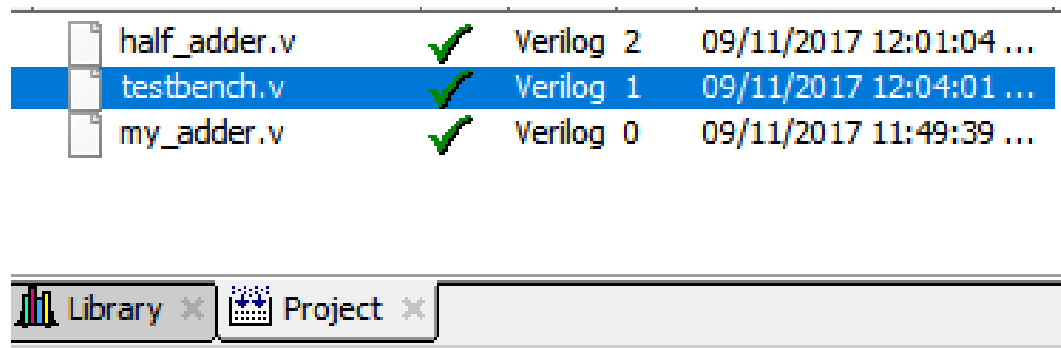 half_adder.v Verilog 2 09/11/2017 12:01:04 ...
testbench.v Verilog 1 09/11/2017 12:04:01 ...
my_adder.v Verilog 0 09/11/2017 11:49:39 ...
Library Project